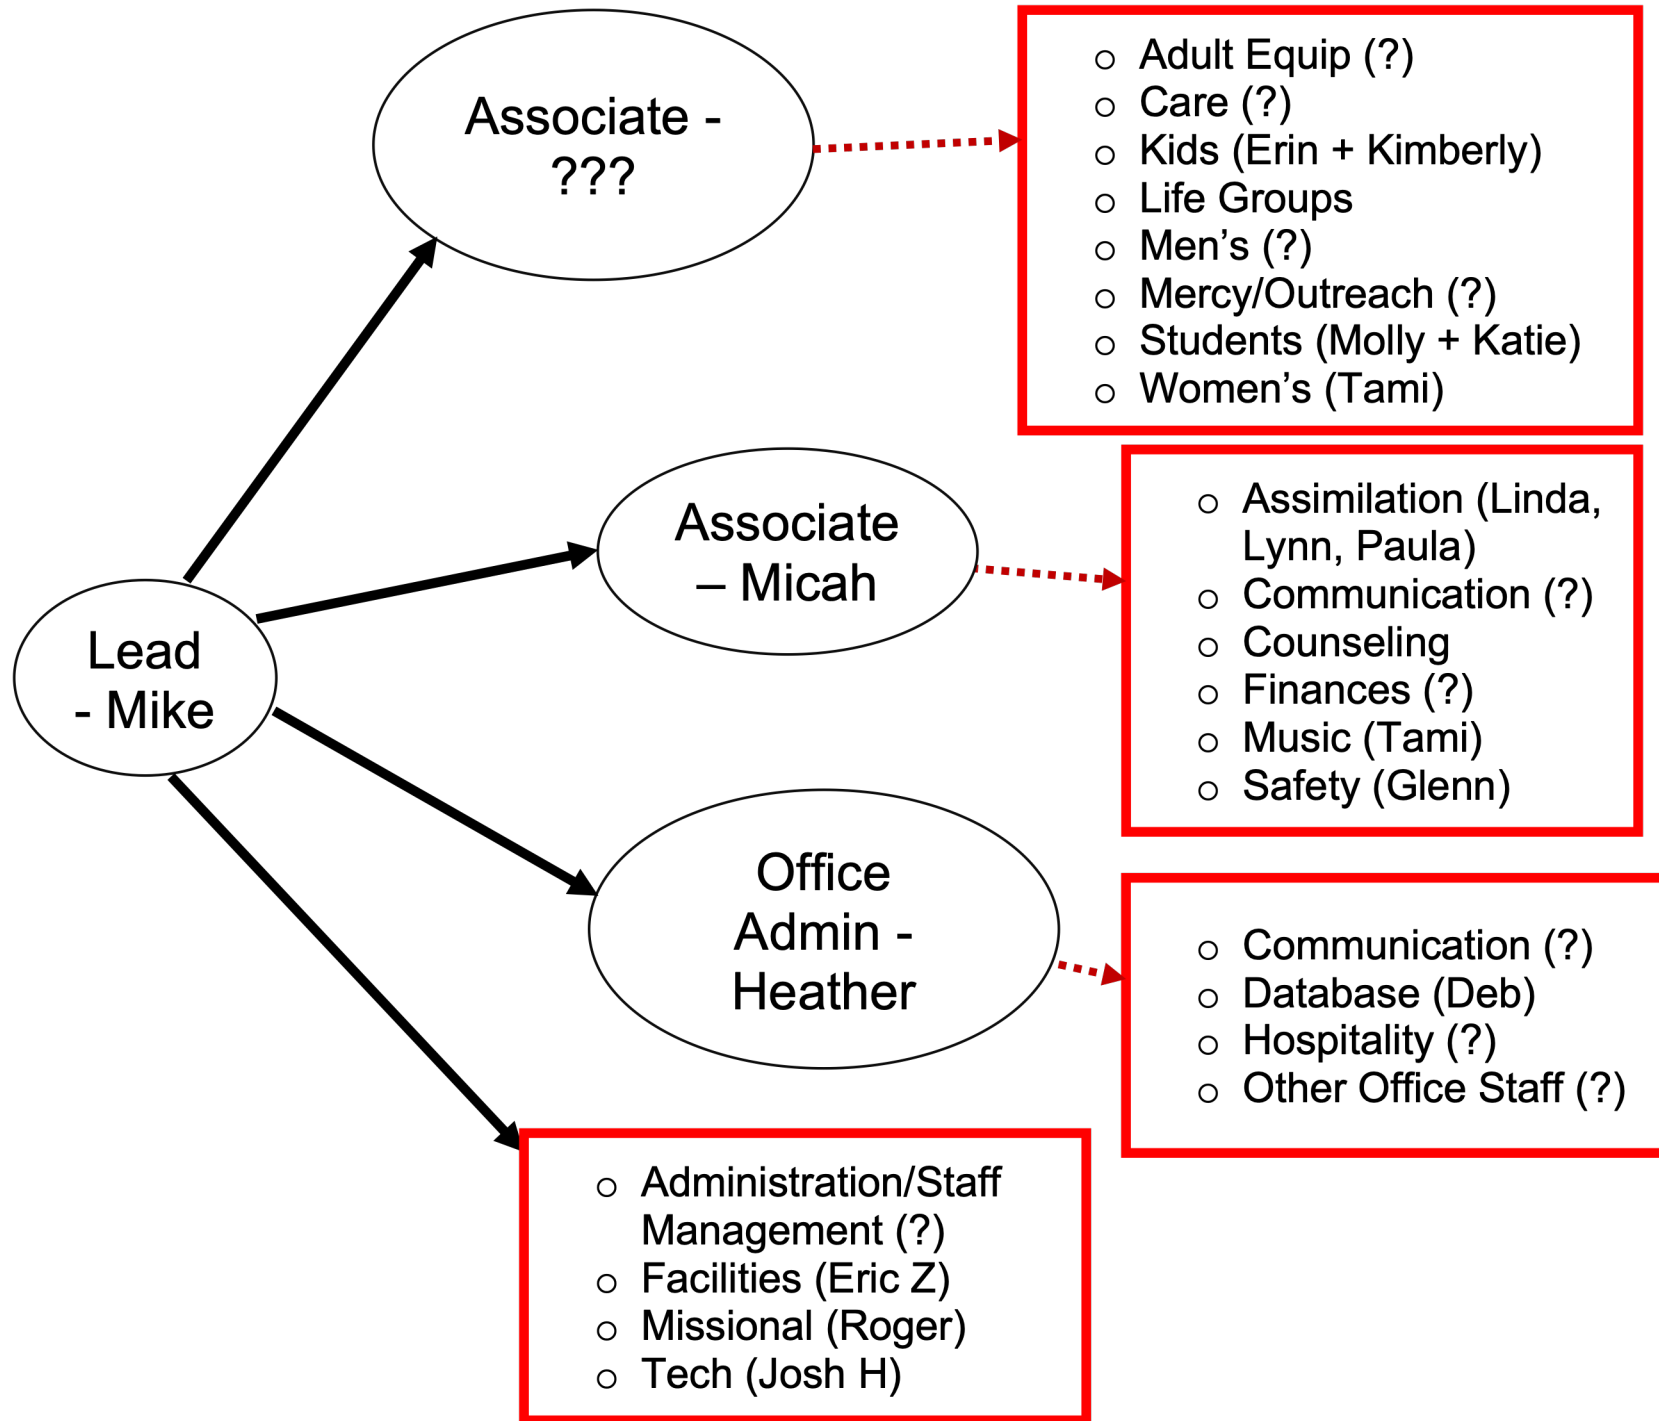 Associate -
???
○ Adult Equip (?)
○ Care (?)
○ Kids (Erin + Kimberly)
○ Life Groups
○ Men’s (?)
○ Mercy/Outreach (?)
○ Students (Molly + Katie)
○ Women’s (Tami)
Associate
– Micah
○ Assimilation (Linda,
Lynn, Paula)
○ Communication (?)
○ Counseling
○ Finances (?)
○ Music (Tami)
○ Safety (Glenn)
Lead
- Mike
Office
Admin -
Heather
○ Communication (?)
○ Database (Deb)
○ Hospitality (?)
○ Other Office Staff (?)
○ Administration/Staff
Management (?)
○ Facilities (Eric Z)
○ Missional (Roger)
○ Tech (Josh H)